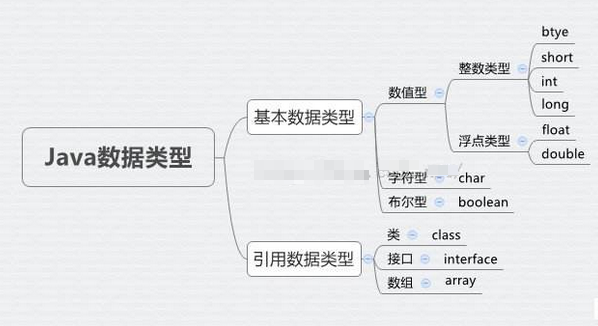 Java数据类型
基本数据类型
数值型
整数类型
btye
short
int
long
浮点类型
float
double
字符型
char
布尔型
boolean
引用数据类型
类
class
接口
interface
数组
array